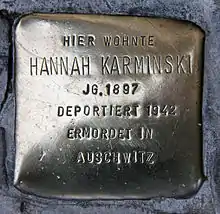 HIER WOHNTE
HANNAH KARMINSKI
JG. 1897
DEPORTIERT 1942
ERMORDET IN
AUSCHWITZ